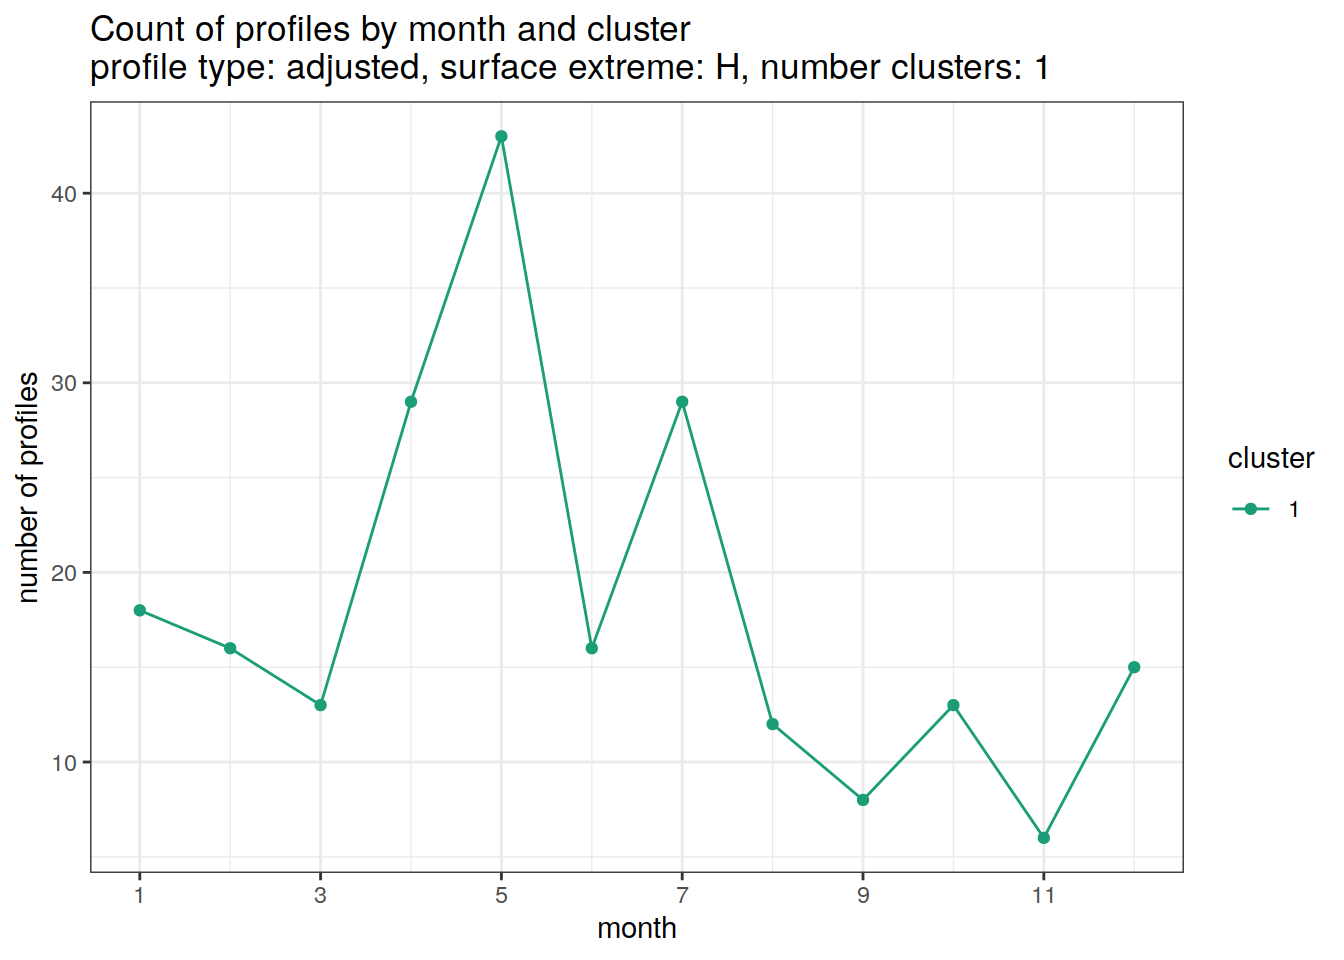 Count of profiles by month and cluster
profile type: adjusted, surface extreme: H, number clusters: 1
number of profiles
40
30
20
10
1 3 5 7 9 11
month
cluster
1